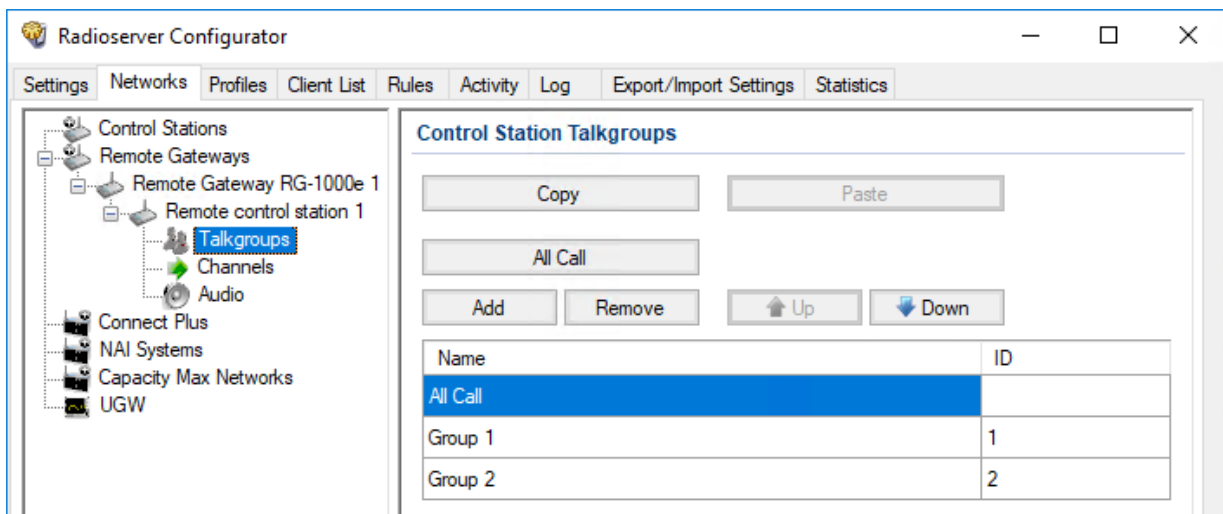 Radioserver Configurator
Settings Networks Profiles Client List Rules Activity Log Export/Import Settings Statistics
Control Stations
Remote Gateways
Remote Gateway RG-1000e 1
Remote control station 1
Talkgroups
Channels
Audio
Connect Plus
NAI Systems
Capacity Max Networks
UGW
Control Station Talkgroups
Copy Paste
All Call
Add Remove Up Down
Name ID
All Call
Group 1 1
Group 2 2